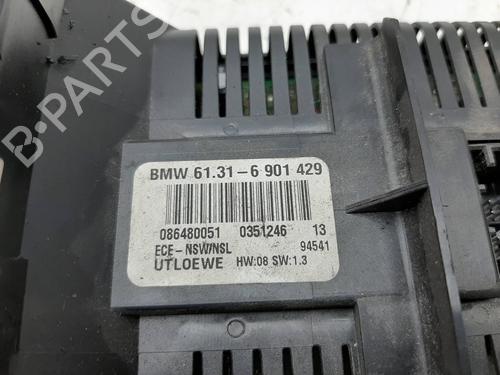 B-PARTS
BMW 61.31-6 901 429
086480051 0351246 13
ECE-NSW/NSL 94541
UTLOEWE HW:08 SW:1.3